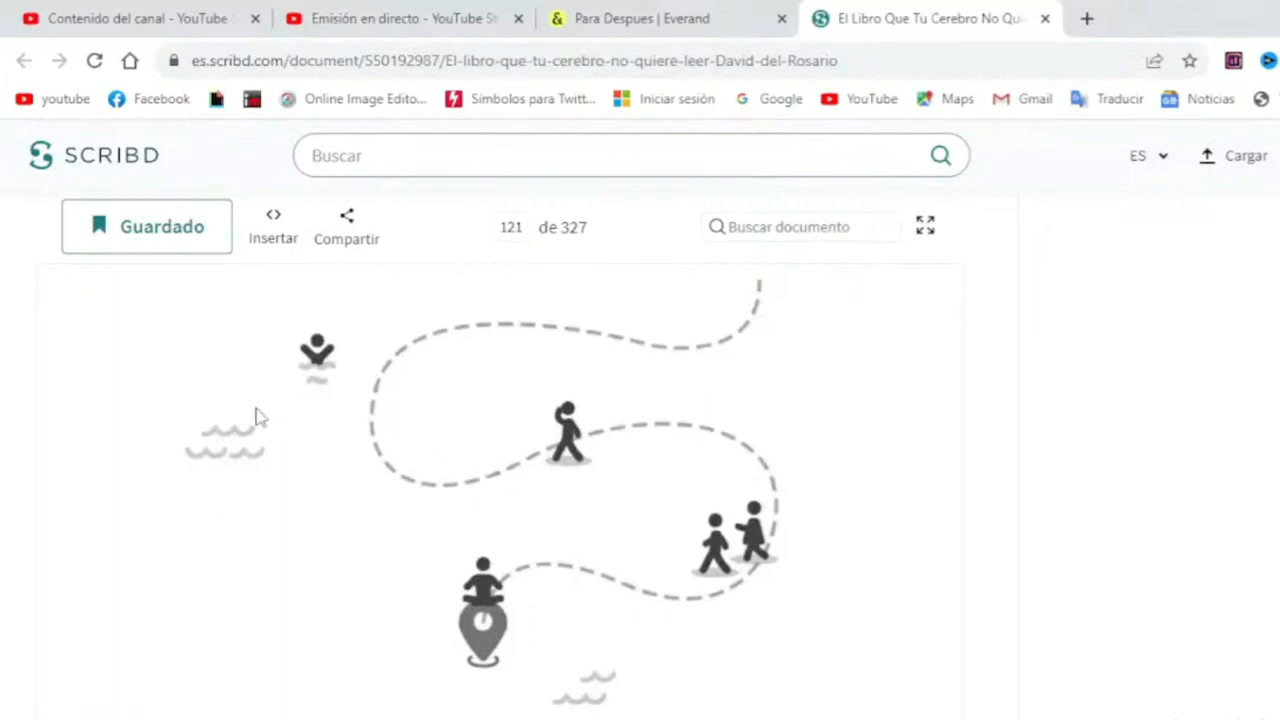 Contenido del canal - YouTube
Emisión en directo - YouTube St
Para Despues | Everand
El Libro Que Tu Cerebro No Qui
es.scribd.com/document/550192987/El-libro-que-tu-cerebro-no-quiere-leer-David-del-Rosario
youtube
Facebook
Online Image Edito...
Símbolos para Twitt...
Iniciar sesión
Google
YouTube
Maps
Gmail
Traducir
Noticias
SCRIBD
Buscar
ES
Cargar
Guardado
Insertar
Compartir
121 de 327
Buscar documento